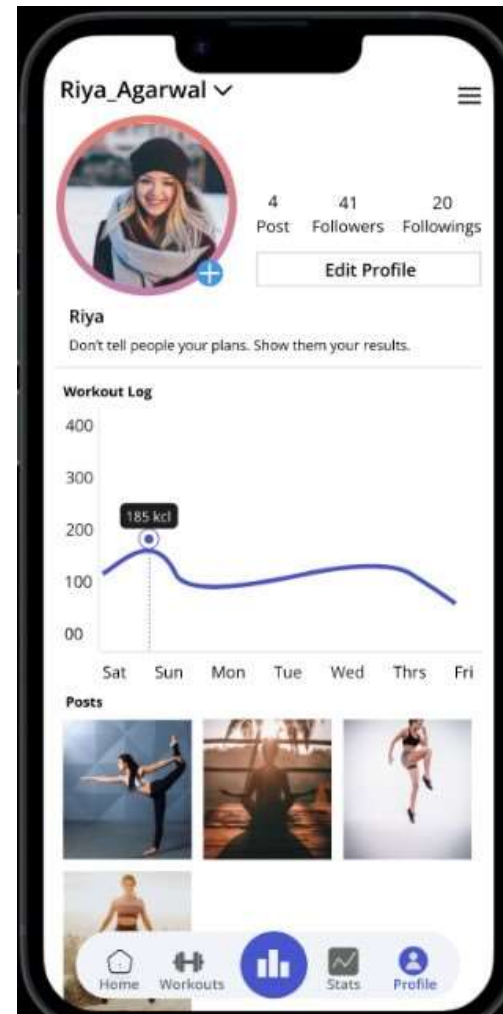 Riya_Agarwal
4 41 20
Post Followers Followings
Edit Profile
Riya
Don't tell people your plans. Show them your results.
Workout Log
400
300
200
185 kcl
100
00
Sat Sun Mon Tue Wed Thrs Fri
Posts
Home Workouts Stats Profile